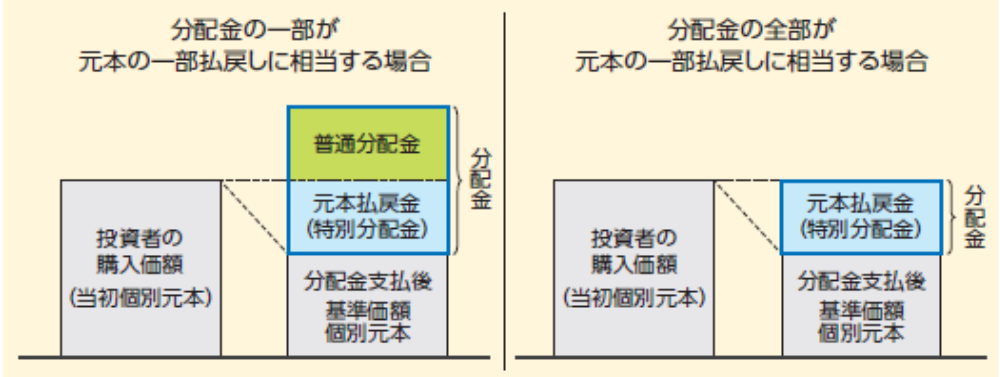 分配金の一部が
元本の一部払戻しに相当する場合
普通分配金
元本払戻金
(特別分配金)
分配金
投資者の
購入価額
(当初個別元本)
分配金支払後
基準価額
個別元本
分配金の全部が
元本の一部払戻しに相当する場合
元本払戻金
(特別分配金)
分配金
投資者の
購入価額
(当初個別元本)
分配金支払後
基準価額
個別元本